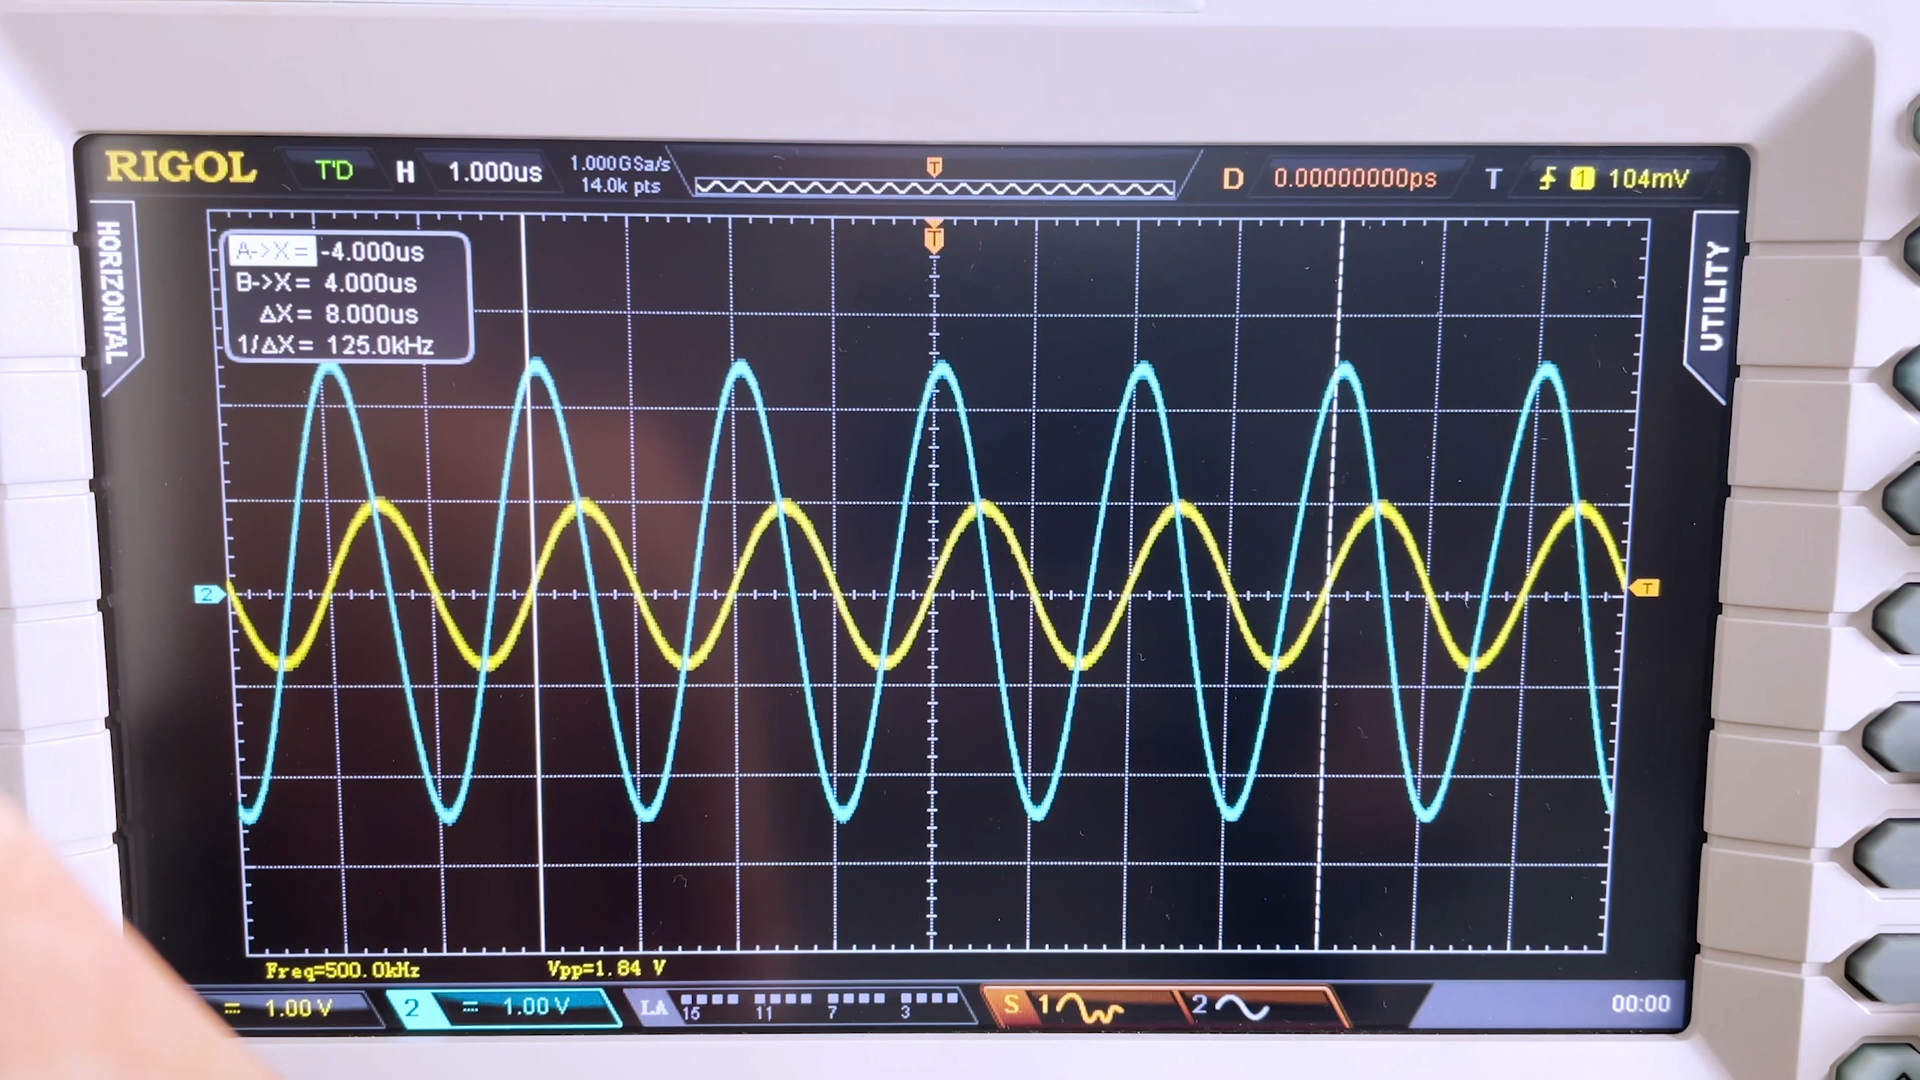 RIGOL T'D H 1.000us 1.000GSa/s 14.0k pts T D 0.00000000ps T 1 104mV
HORIZONTAL
UTILITY
T
A->X= -4.000us
B->X= 4.000us
ΔX= 8.000us
1/ΔX= 125.0kHz
2
T
Freq=500.0kHz Vpp=1.84 V
= 1.00 V 2 = 1.00 V LA 15 11 7 3 S 1 2 00:00